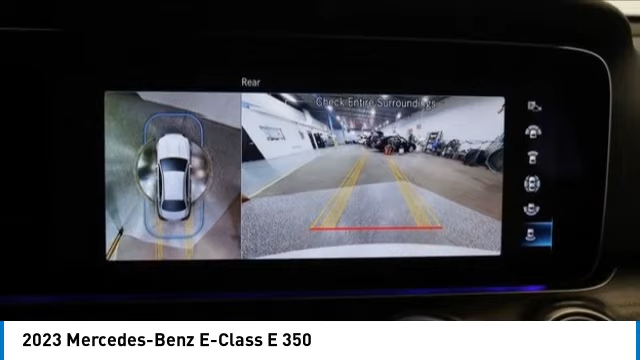 Rear
Check Entire Surroundings
2023 Mercedes-Benz E-Class E 350